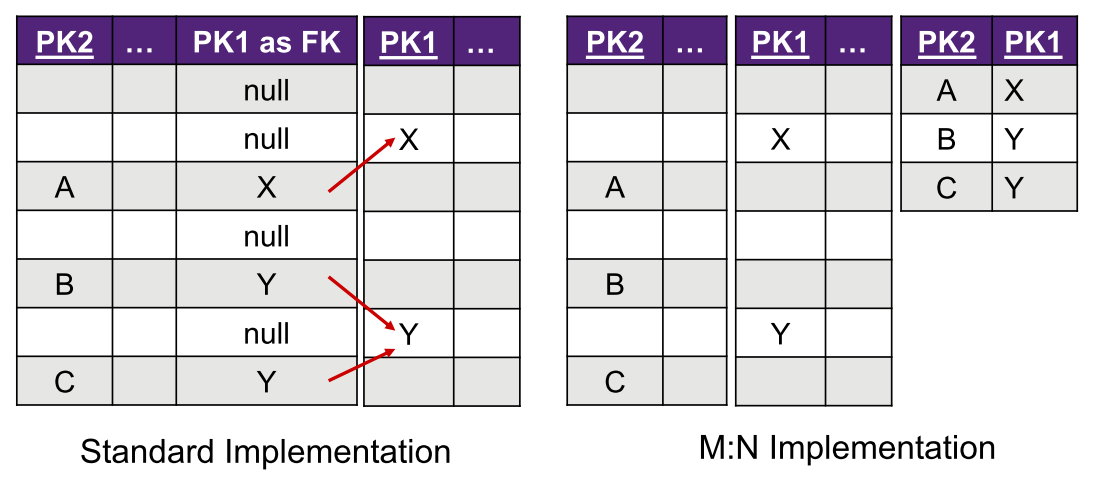 PK2 … PK1 as FK
null
null
A X
null
B Y
null
C Y
PK1 …
X
Y
Standard Implementation
PK2 …
A
B
C
PK1 …
X
Y
PK2 PK1
A X
B Y
C Y
M:N Implementation